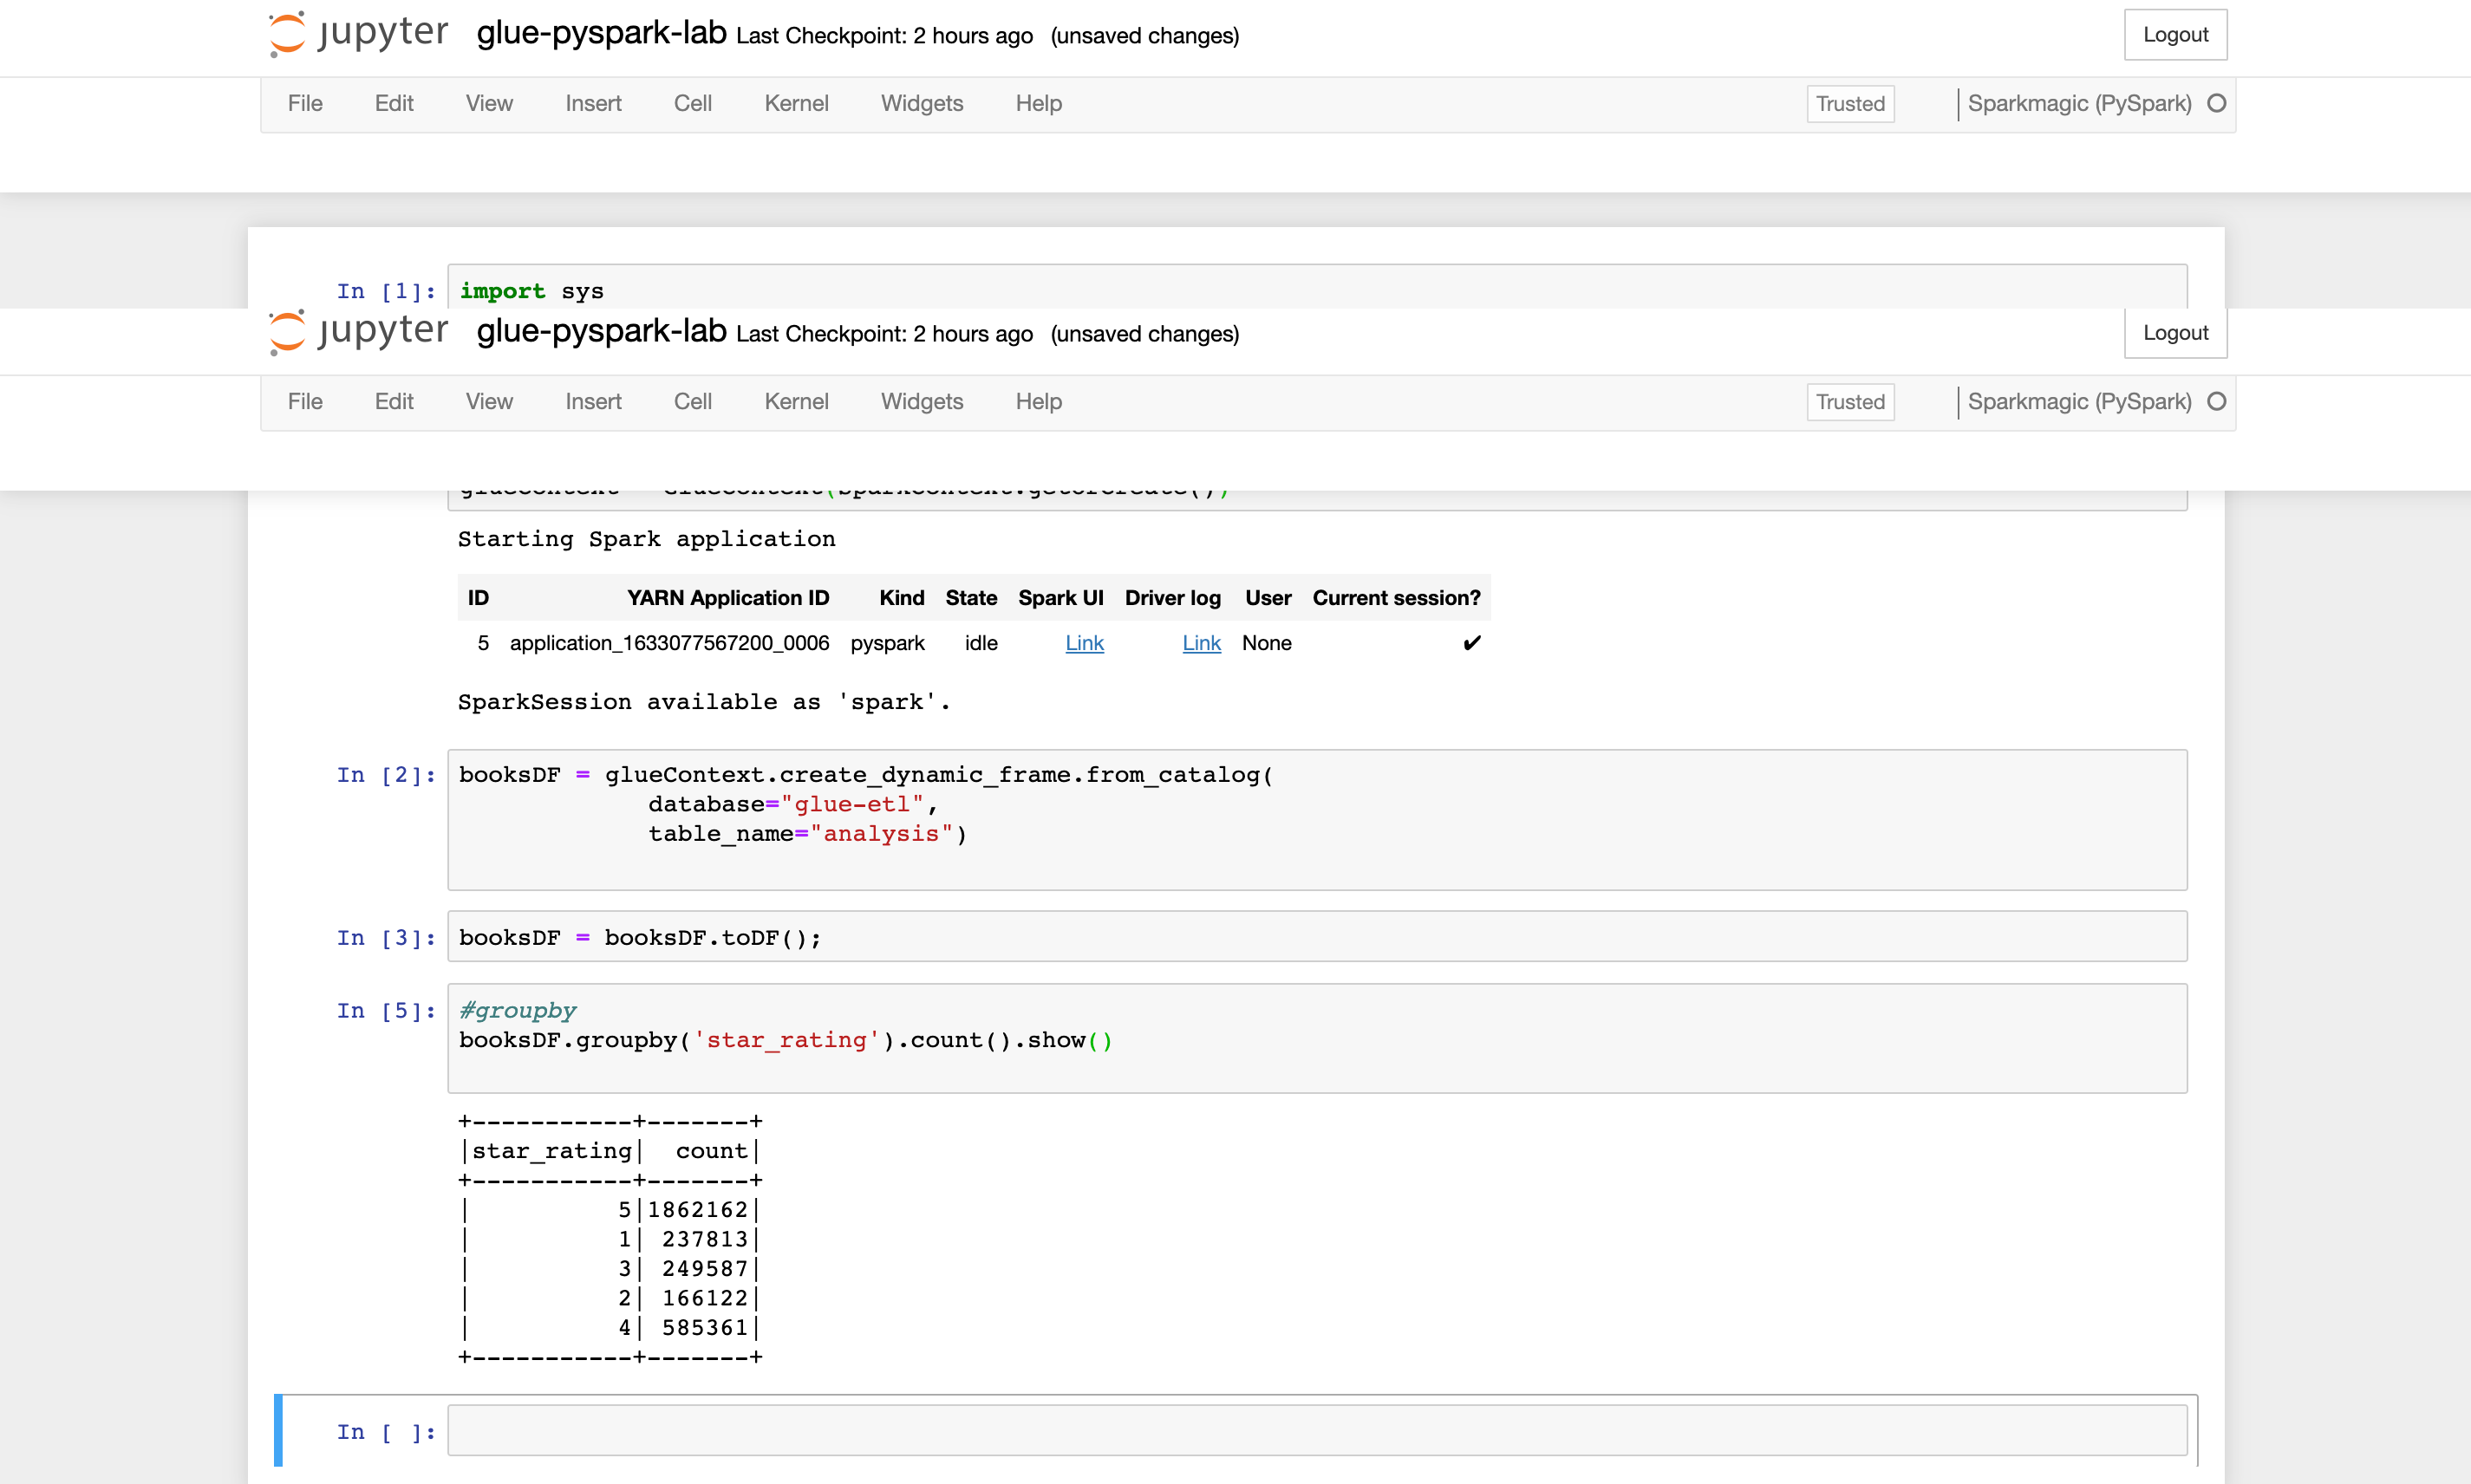 jupyter glue-pyspark-lab Last Checkpoint: 2 hours ago (unsaved changes) Logout
File Edit View Insert Cell Kernel Widgets Help Trusted Sparkmagic (PySpark)
In [1]: import sys
jupyter glue-pyspark-lab Last Checkpoint: 2 hours ago (unsaved changes) Logout
File Edit View Insert Cell Kernel Widgets Help Trusted Sparkmagic (PySpark)
Starting Spark application
ID YARN Application ID Kind State Spark UI Driver log User Current session?
5 application_1633077567200_0006 pyspark idle Link Link None ✔
SparkSession available as 'spark'.
In [2]: booksDF = glueContext.create_dynamic_frame.from_catalog(
database="glue-etl",
table_name="analysis")
In [3]: booksDF = booksDF.toDF();
In [5]: #groupby
booksDF.groupby('star_rating').count().show()
+-----------+-------+
|star_rating|  count|
+-----------+-------+
|          5|1862162|
|          1| 237813|
|          3| 249587|
|          2| 166122|
|          4| 585361|
+-----------+-------+
In [ ]: